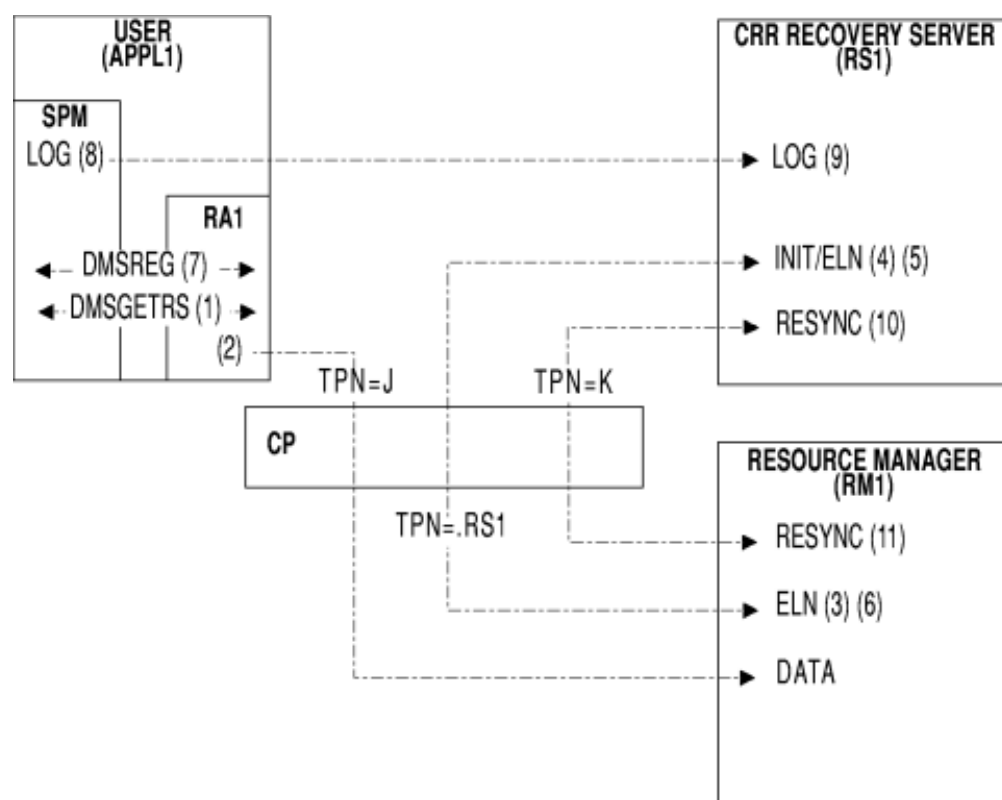 USER
(APPL1)
SPM
LOG (8)
RA1
DMSREG (7)
DMSGETRS (1)
(2)
CRR RECOVERY SERVER
(RS1)
LOG (9)
INIT/ELN (4) (5)
RESYNC (10)
TPN=J
TPN=K
CP
TPN=.RS1
RESOURCE MANAGER
(RM1)
RESYNC (11)
ELN (3) (6)
DATA